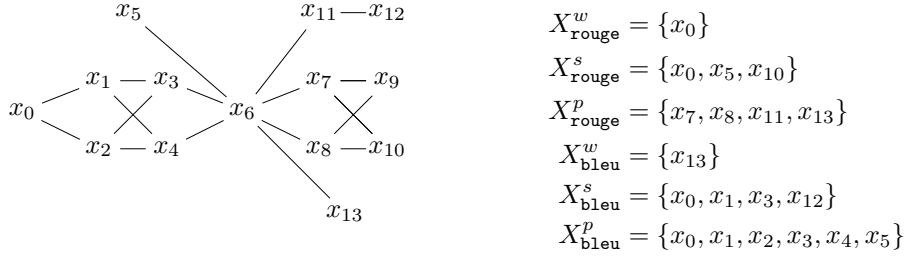 x₅ x₁₁ x₁₂
x₁ x₃ x₇ x₉
x₀ x₆
x₂ x₄ x₈ x₁₀
x₁₃
X^w_rouge = {x₀}
X^s_rouge = {x₀, x₅, x₁₀}
X^p_rouge = {x₇, x₈, x₁₁, x₁₃}
X^w_bleu = {x₁₃}
X^s_bleu = {x₀, x₁, x₃, x₁₂}
X^p_bleu = {x₀, x₁, x₂, x₃, x₄, x₅}